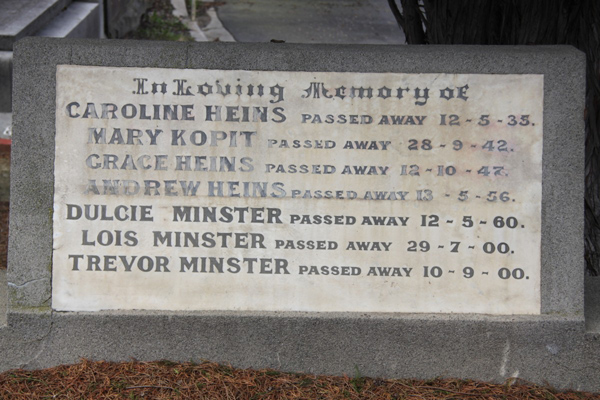 In Loving Memory of
CAROLINE HEINS PASSED AWAY 12-5-35.
MARY KOPIT PASSED AWAY 28-9-42.
GRACE HEINS PASSED AWAY 12-10-47.
ANDREW HEINS PASSED AWAY 13-5-56.
DULCIE MINSTER PASSED AWAY 12-5-60.
LOIS MINSTER PASSED AWAY 29-7-00.
TREVOR MINSTER PASSED AWAY 10-9-00.